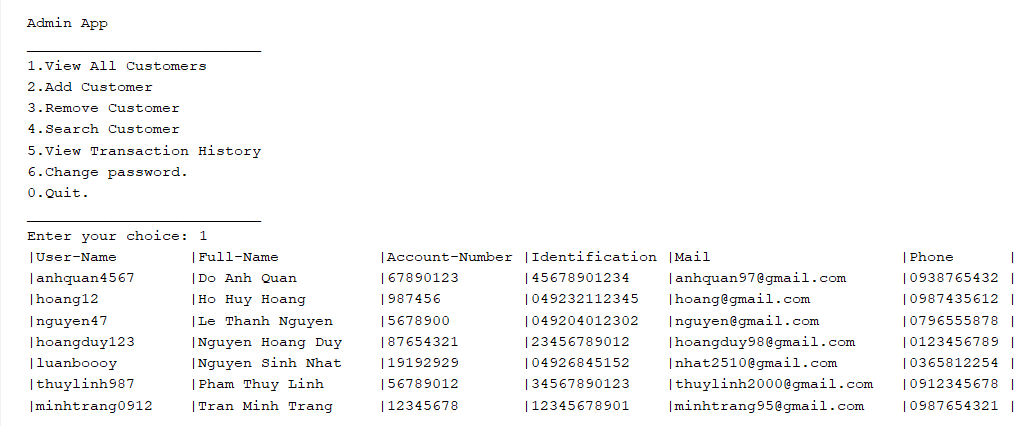 Admin App
__________________________
1.View All Customers
2.Add Customer
3.Remove Customer
4.Search Customer
5.View Transaction History
6.Change password.
0.Quit.
__________________________
Enter your choice: 1
|User-Name        |Full-Name           |Account-Number |Identification |Mail                     |Phone      |
|anhquan4567      |Do Anh Quan         |67890123       |45678901234    |anhquan97@gmail.com      |0938765432 |
|hoang12          |Ho Huy Hoang        |987456         |049232112345   |hoang@gmail.com          |0987435612 |
|nguyen47         |Le Thanh Nguyen     |5678900        |049204012302   |nguyen@gmail.com         |0796555878 |
|hoangduy123      |Nguyen Hoang Duy    |87654321       |23456789012    |hoangduy98@gmail.com     |0123456789 |
|luanboooy        |Nguyen Sinh Nhat    |19192929       |04926845152    |nhat2510@gmail.com       |0365812254 |
|thuylinh987      |Pham Thuy Linh      |56789012       |34567890123    |thuylinh2000@gmail.com   |0912345678 |
|minhtrang0912    |Tran Minh Trang     |12345678       |12345678901    |minhtrang95@gmail.com    |0987654321 |